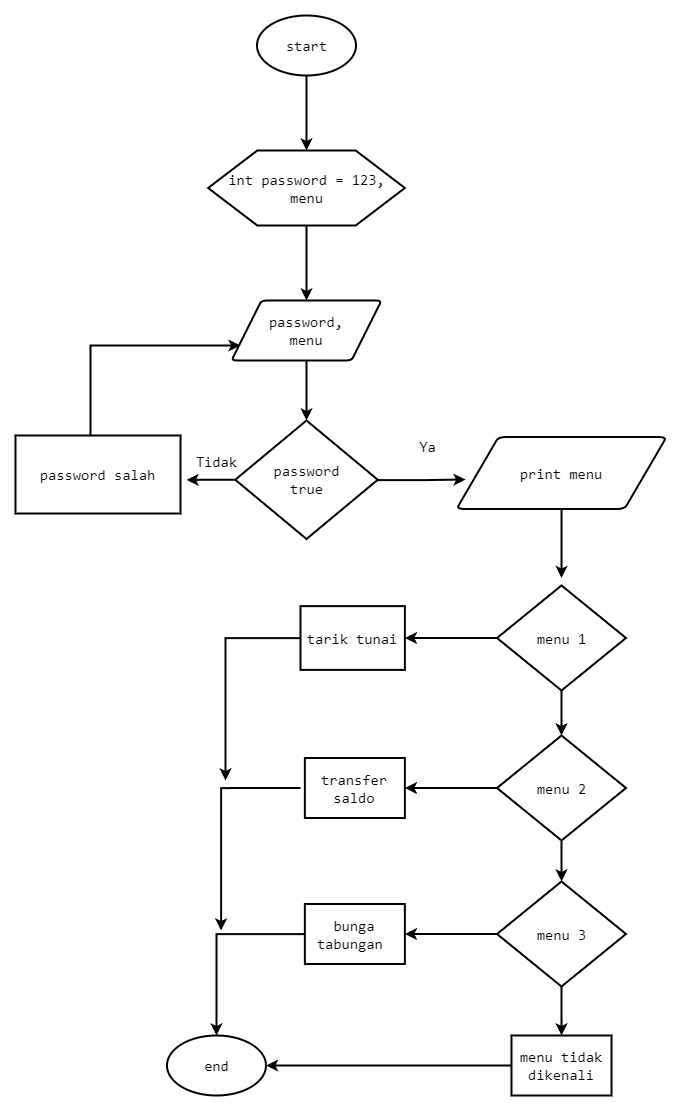 start
int password = 123,
menu
password,
menu
password salah
Tidak
password
true
Ya
print menu
tarik tunai
menu 1
transfer
saldo
menu 2
bunga
tabungan
menu 3
end
menu tidak
dikenali